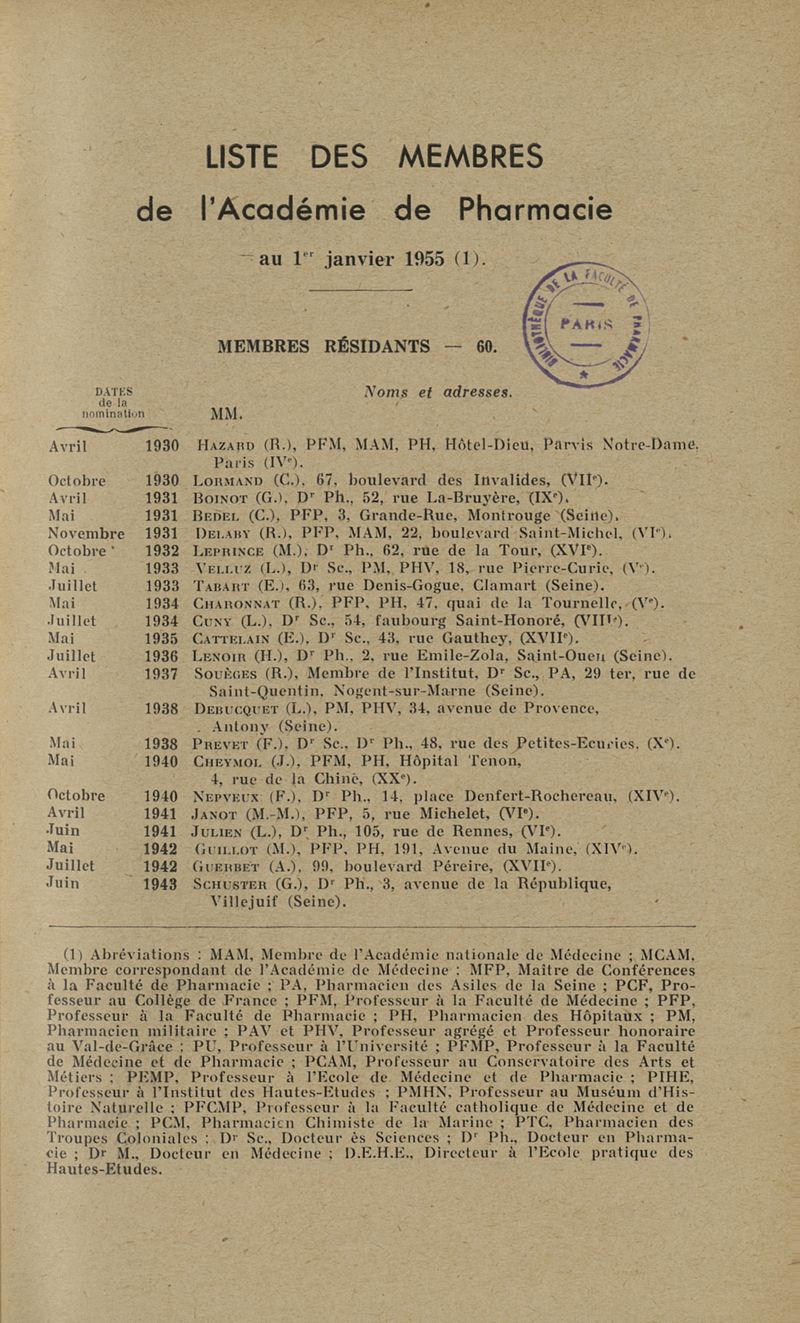 LISTE DES MEMBRES
de l'Académie de Pharmacie
au 1er janvier 1955 (1).
BIBLIOTHÈQUE DE LA FACULTÉ DE PHARMACIE
PARIS
MEMBRES RÉSIDANTS — 60.
DATES
de la
nomination
Noms et adresses.
MM.
Avril 1930 HAZARD (R.), PFM, MAM, PH, Hôtel-Dieu, Parvis Notre-Dame,
Paris (IVe).
Octobre 1930 LORMAND (C.), 67, boulevard des Invalides, (VIIe).
Avril 1931 BOINOT (G.), Dr Ph., 52, rue La-Bruyère, (IXe).
Mai 1931 BEDEL (C.), PFP, 3, Grande-Rue, Montrouge (Seine).
Novembre 1931 DELABY (R.), PFP, MAM, 22, boulevard Saint-Michel, (VIe).
Octobre 1932 LEPRINCE (M.), Dr Ph., 62, rue de la Tour, (XVIe).
Mai 1933 VELLUZ (L.), Dr Sc., PM, PHV, 18, rue Pierre-Curie, (Ve).
Juillet 1933 TABART (E.), 63, rue Denis-Gogue, Clamart (Seine).
Mai 1934 CHARONNAT (R.), PFP, PH, 47, quai de la Tournelle, (Ve).
Juillet 1934 CUNY (L.), Dr Sc., 54, faubourg Saint-Honoré, (VIIIe).
Mai 1935 CATTELAIN (E.), Dr Sc., 43, rue Gauthey, (XVIIe).
Juillet 1936 LENOIR (H.), Dr Ph., 2, rue Emile-Zola, Saint-Ouen (Seine).
Avril 1937 SOUÈGES (R.), Membre de l'Institut, Dr Sc., PA, 29 ter, rue de
Saint-Quentin, Nogent-sur-Marne (Seine).
Avril 1938 DEBUCQUET (L.), PM, PHV, 34, avenue de Provence,
Antony (Seine).
Mai 1938 PREVET (F.), Dr Sc., Dr Ph., 48, rue des Petites-Ecuries, (Xe).
Mai 1940 CHEYMOL (J.), PFM, PH, Hôpital Tenon,
4, rue de la Chine, (XXe).
Octobre 1940 NEPVEUX (F.), Dr Ph., 14, place Denfert-Rochereau, (XIVe).
Avril 1941 JANOT (M.-M.), PFP, 5, rue Michelet, (VIe).
Juin 1941 JULIEN (L.), Dr Ph., 105, rue de Rennes, (VIe).
Mai 1942 GUILLOT (M.), PFP, PH, 191, Avenue du Maine, (XIVe).
Juillet 1942 GUERBET (A.), 99, boulevard Péreire, (XVIIe).
Juin 1943 SCHUSTER (G.), Dr Ph., 3, avenue de la République,
Villejuif (Seine).
(1) Abréviations : MAM, Membre de l'Académie nationale de Médecine ; MCAM,
Membre correspondant de l'Académie de Médecine ; MFP, Maître de Conférences
à la Faculté de Pharmacie ; PA, Pharmacien des Asiles de la Seine ; PCF, Pro-
fesseur au Collège de France ; PFM, Professeur à la Faculté de Médecine ; PFP,
Professeur à la Faculté de Pharmacie ; PH, Pharmacien des Hôpitaux ; PM,
Pharmacien militaire ; PAV et PHV, Professeur agrégé et Professeur honoraire
au Val-de-Grâce ; PU, Professeur à l'Université ; PFMP, Professeur à la Faculté
de Médecine et de Pharmacie ; PCAM, Professeur au Conservatoire des Arts et
Métiers ; PEMP, Professeur à l'Ecole de Médecine et de Pharmacie ; PIHE,
Professeur à l'Institut des Hautes-Etudes ; PMHN, Professeur au Muséum d'His-
toire Naturelle ; PFCMP, Professeur à la Faculté catholique de Médecine et de
Pharmacie ; PCM, Pharmacien Chimiste de la Marine ; PTC, Pharmacien des
Troupes Coloniales ; Dr Sc., Docteur ès Sciences ; Dr Ph., Docteur en Pharma-
cie ; Dr M., Docteur en Médecine ; D.E.H.E., Directeur à l'Ecole pratique des
Hautes-Etudes.